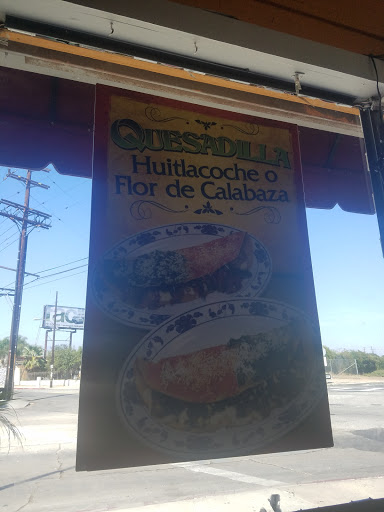 QUESADILLA
Huitlacoche o
Flor de Calabaza